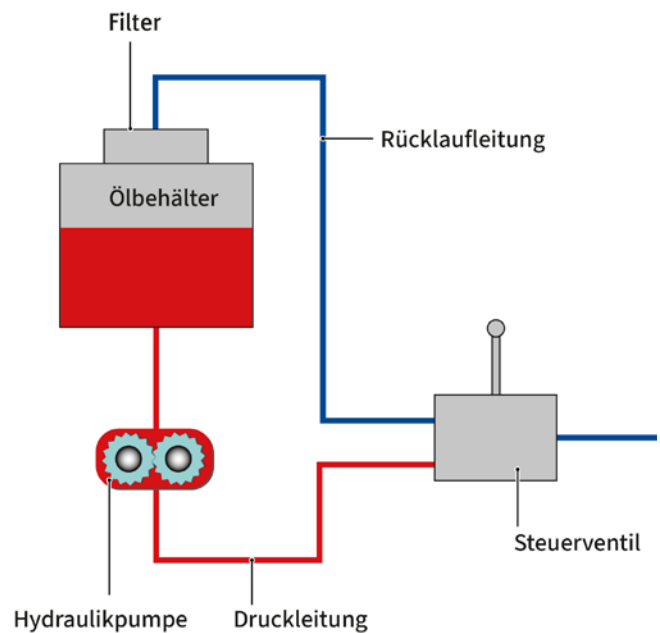 Filter
Rücklaufleitung
Ölbehälter
Steuerventil
Hydraulikpumpe
Druckleitung